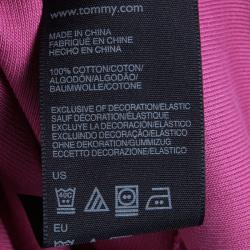 www.tommy.com
MADE IN CHINA
FABRIQUÉ EN CHINE
HECHO EN CHINA
100% COTTON/COTON/
ALGODÓN/ALGODÃO/
BAUMWOLLE/COTONE
EXCLUSIVE OF DECORATION/ELASTIC
SAUF DÉCORATION/ÉLASTIQUE
EXCLUYE LA DECORACIÓN/ELÁSTICO
EXCLUINDO DECORAÇÃO/ELÁSTICO
OHNE DEKORATION/GUMMIZUG
ECCETTO DECORAZIONE/ELASTICO
US
EU